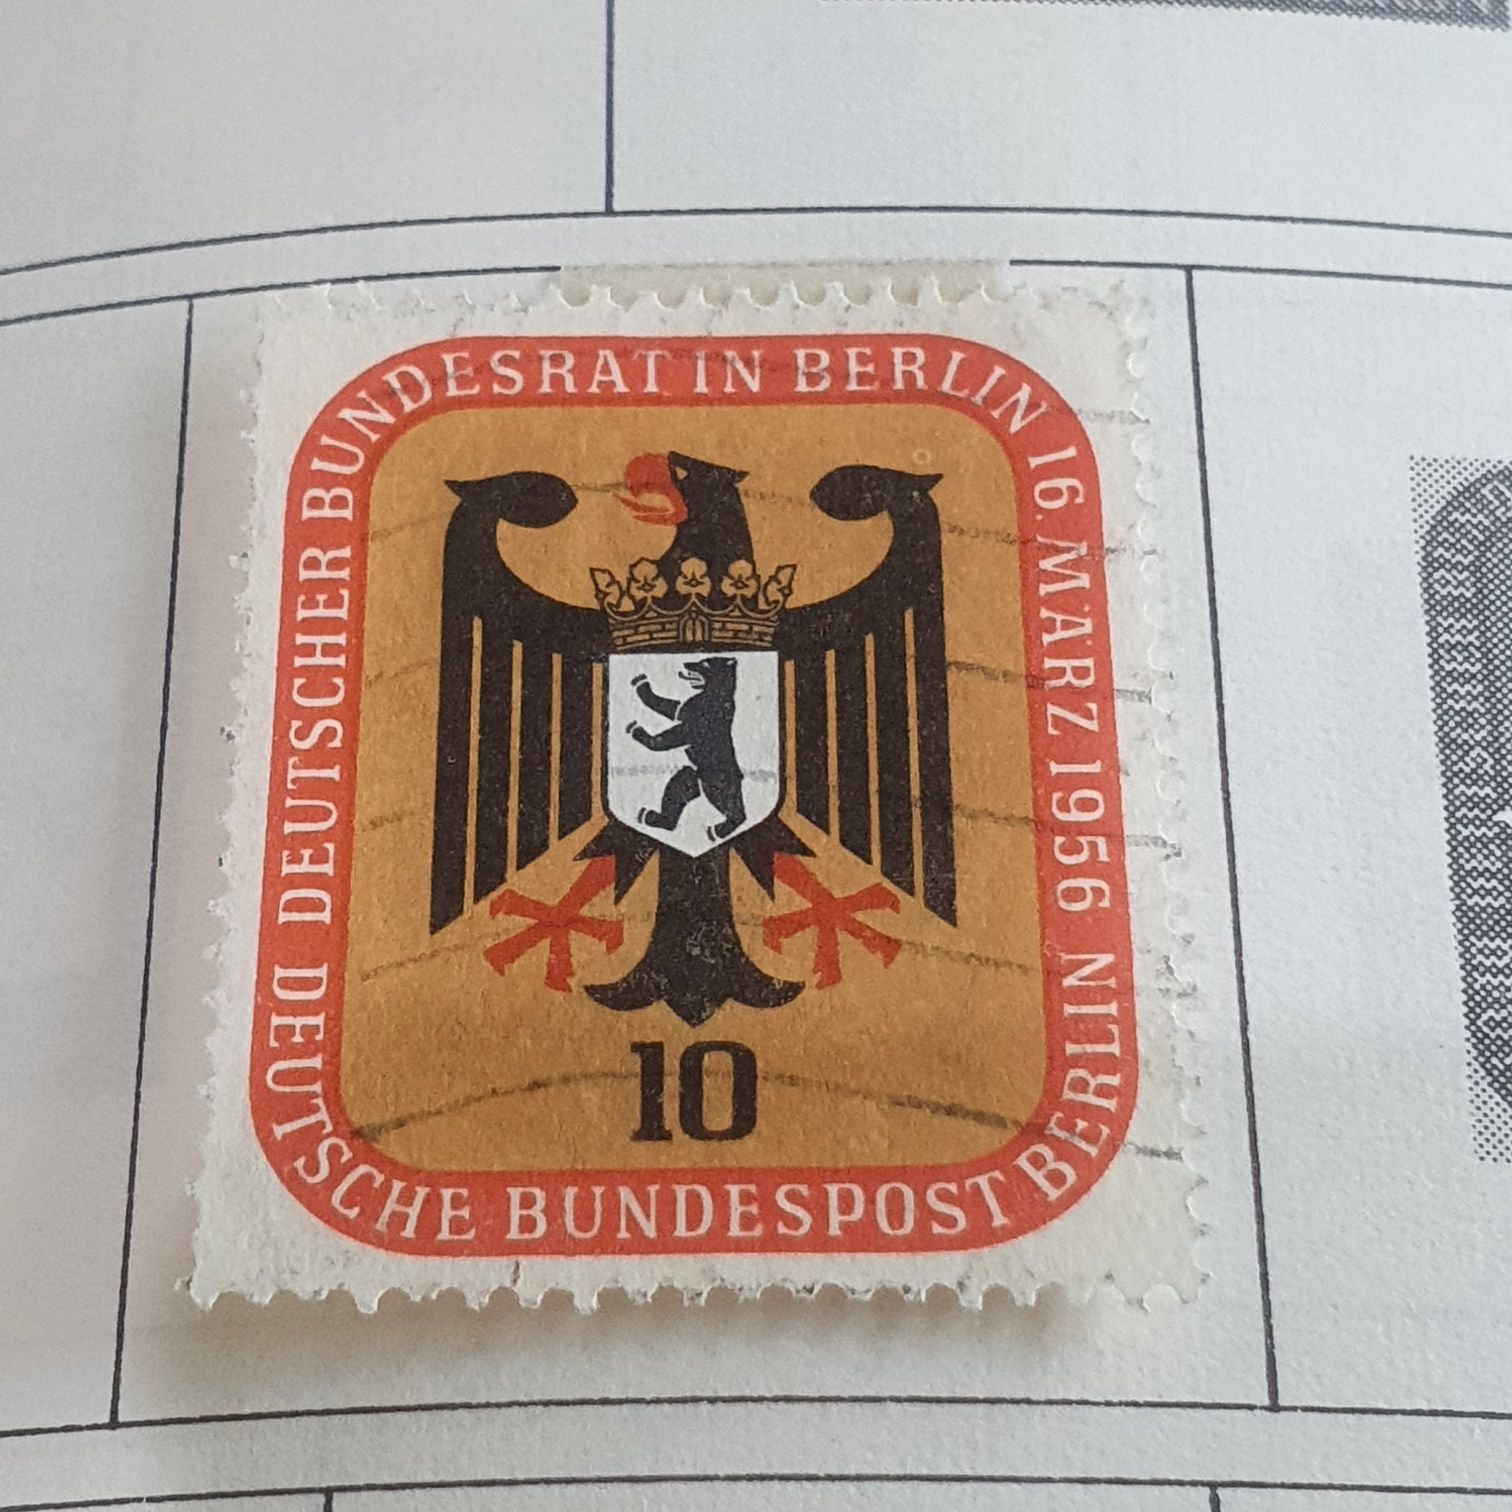 DEUTSCHER BUNDESRAT IN BERLIN 16. MÄRZ 1956
10
DEUTSCHE BUNDESPOST BERLIN